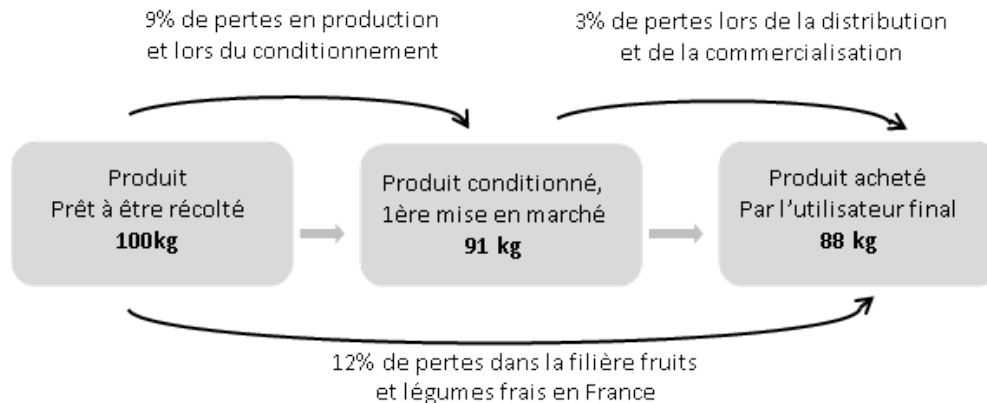 9% de pertes en production
et lors du conditionnement
3% de pertes lors de la distribution
et de la commercialisation
Produit
Prêt à être récolté
100kg
Produit conditionné,
1ère mise en marché
91 kg
Produit acheté
Par l'utilisateur final
88 kg
12% de pertes dans la filière fruits
et légumes frais en France